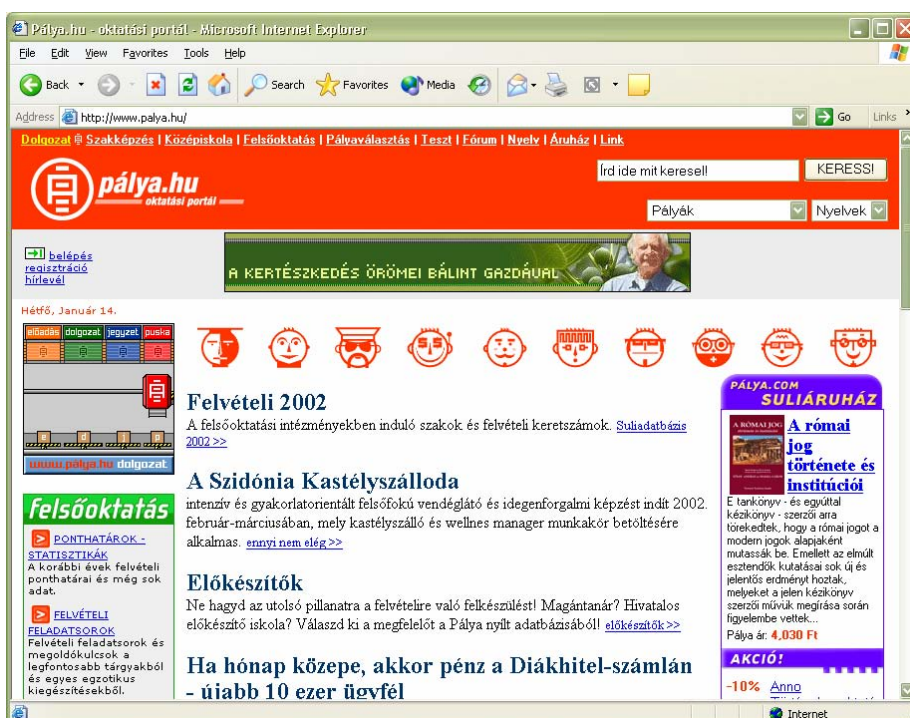 Pálya.hu - oktatási portál - Microsoft Internet Explorer
File Edit View Favorites Tools Help
Back Search Favorites Media
Address http://www.palya.hu/ Go Links
Dolgozat Szakképzés | Középiskola | Felsőoktatás | Pályaválasztás | Teszt | Fórum | Nyelv | Áruház | Link
pálya.hu
oktatási portál
Írd ide mit keresel! KERESS!
Pályák Nyelvek
belépés
regisztráció
hírlevél
A KERTÉSZKEDÉS ÖRÖMEI BÁLINT GAZDÁVAL
Hétfő, Január 14.
előadás dolgozat jegyzet puska
e d j p
www.pálya.hu dolgozat
felsőoktatás
PONTHATÁROK -
STATISZTIKÁK
A korábbi évek felvételi
ponthatárai és még sok
adat.
FELVÉTELI
FELADATSOROK
Felvételi feladatsorok és
megoldókulcsok a
legfontosabb tárgyakból
és egyes egzotikus
kiegészítésekből.
Felvételi 2002
A felsőoktatási intézményekben induló szakok és felvételi keretszámok. Suliadatbázis
2002 >>
A Szidónia Kastélyszálloda
intenzív és gyakorlatorientált felsőfokú vendéglátó és idegenforgalmi képzést indít 2002.
február-márciusában, mely kastélyszálló és wellnes manager munkakör betöltésére
alkalmas. ennyi nem elég >>
Előkészítők
Ne hagyd az utolsó pillanatra a felvételire való felkészülést! Magántanár? Hivatalos
előkészítő iskola? Válaszd ki a megfelelőt a Pálya nyílt adatbázisából! előkészítők >>
Ha hónap közepe, akkor pénz a Diákhitel-számlán
- újabb 10 ezer ügyfél
PÁLYA.COM
SULIÁRUHÁZ
A RÓMAI JOG
A római
jog
története és
institúciói
E tankönyv - és egyúttal
kézikönyv - szerzői arra
törekedtek, hogy a római jogot a
modern jogok alapjaként
mutassák be. Emellett az elmúlt
esztendők kutatásai sok új és
jelentős erdményt hoztak,
melyeket a jelen kézikönyv
szerzői művük megírása során
figyelembe vettek...
Pálya ár: 4,030 Ft
AKCIÓ!
-10% Anno
Internet